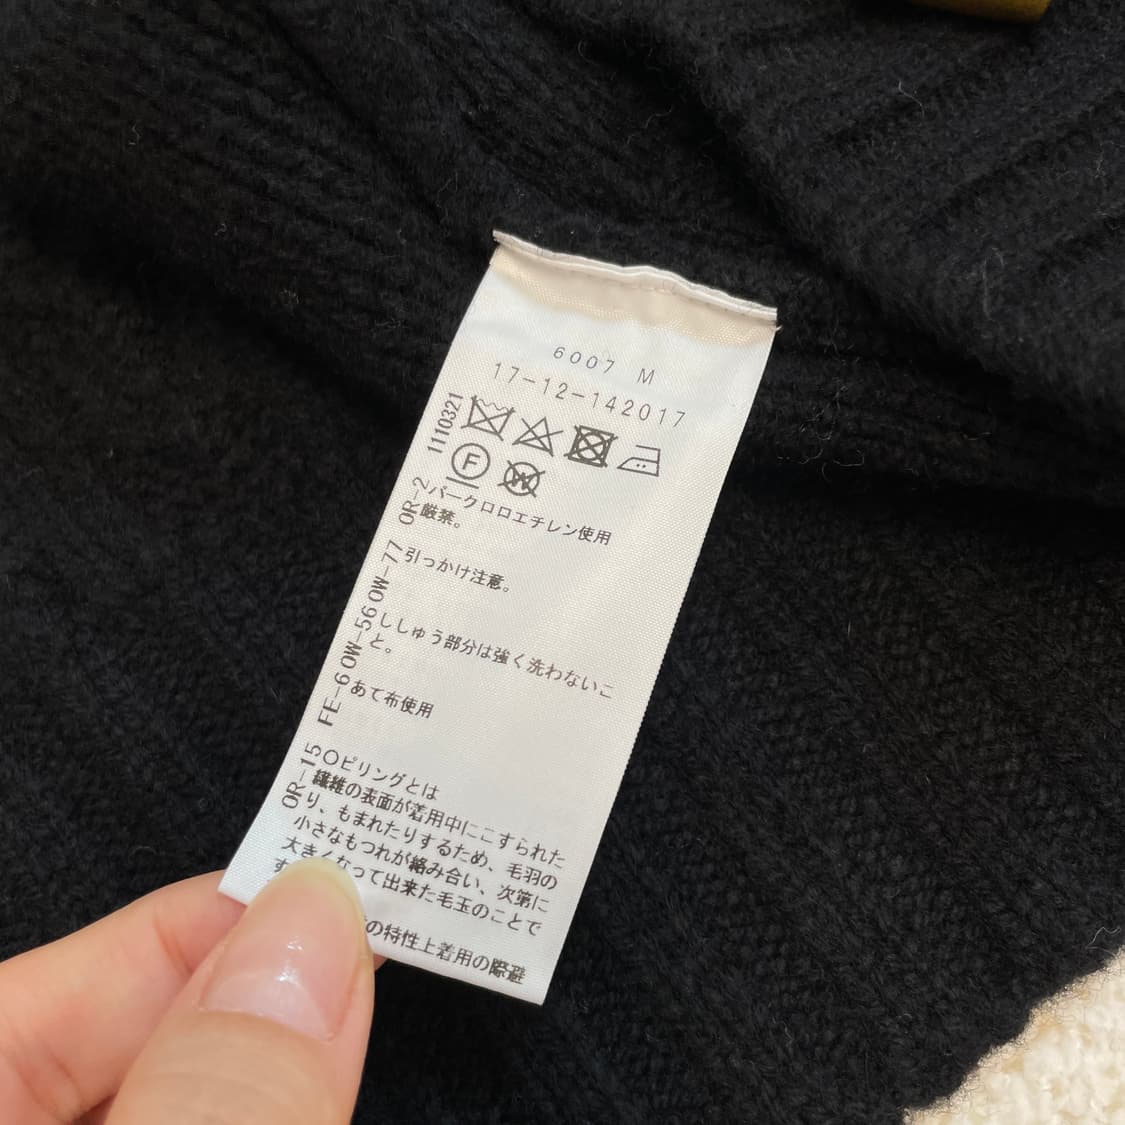 6007 M
17-12-142017
1110321
F
W
OR-2
パークロロエチレン使用
厳禁。
OW-77
引っかけ注意。
OW-56
ししゅう部分は強く洗わないこ
と。
FE-6
あて布使用
OR-15
〇ピリングとは
繊維の表面が着用中にこすられた
り、もまれたりするため、毛羽の
小さなもつれが絡み合い、次第に
大きくなって出来た毛玉のことで
す
の特性上着用の際避